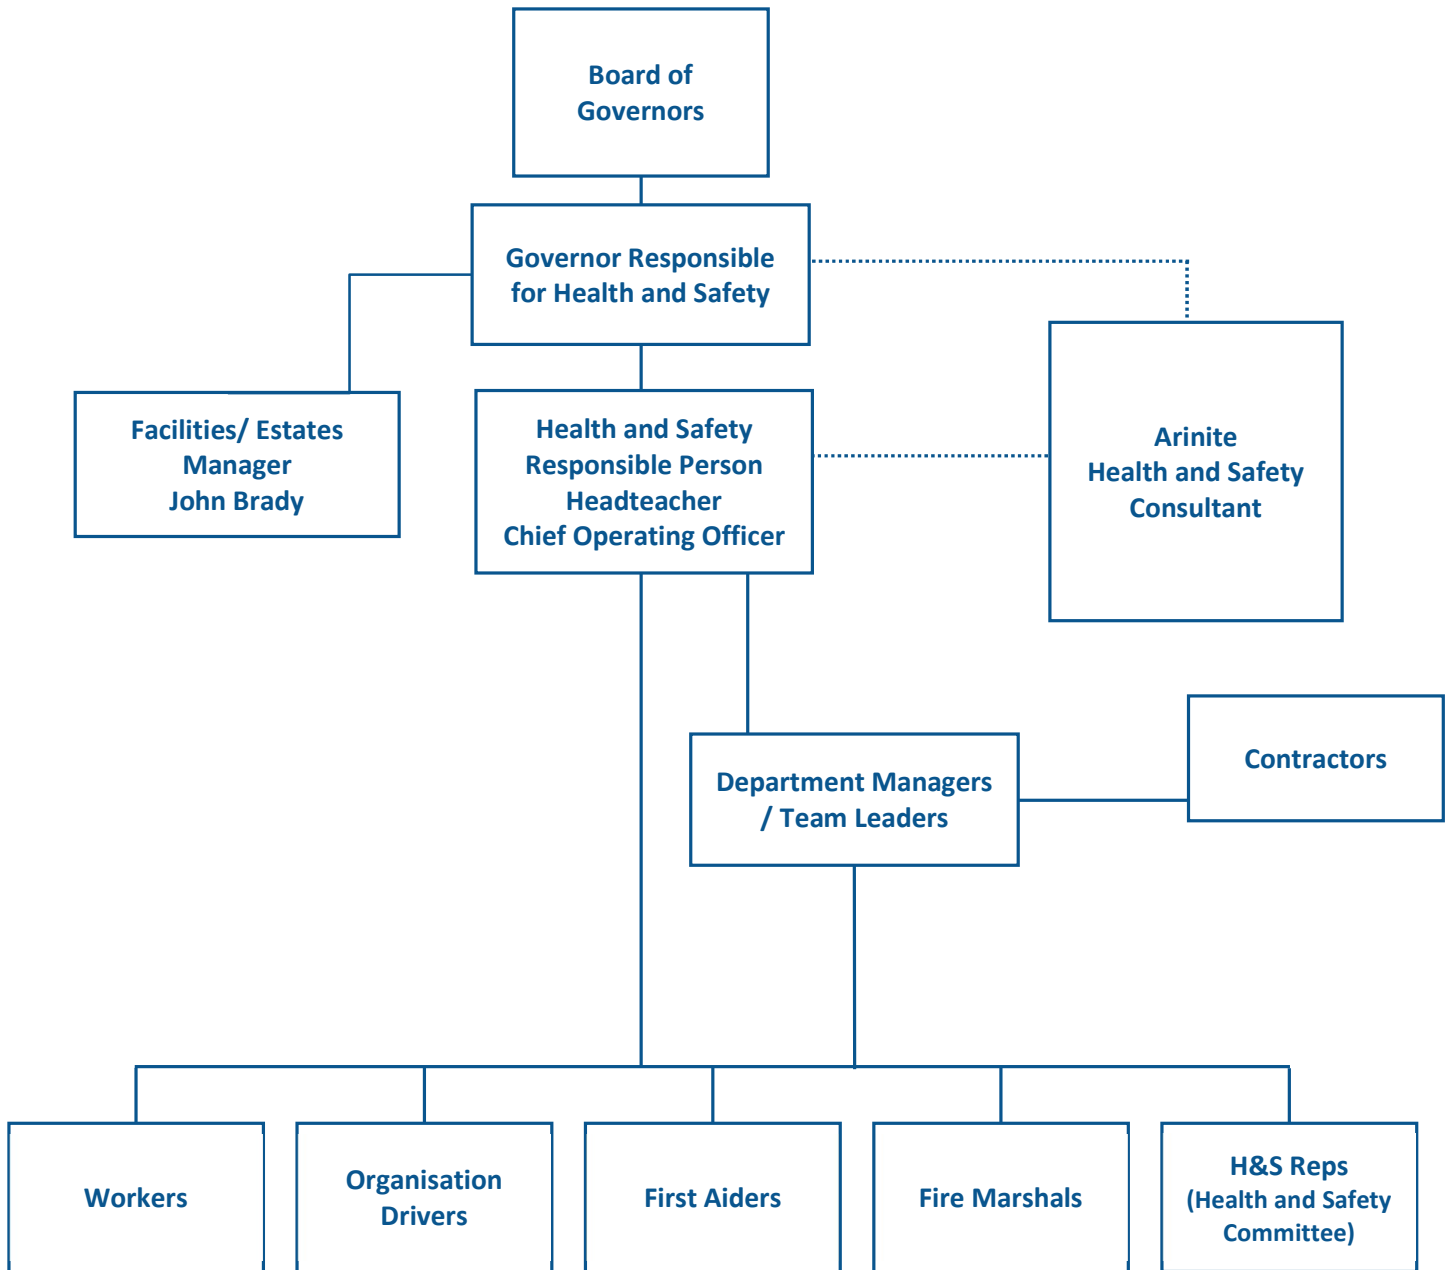 Board of
Governors
Governor Responsible
for Health and Safety
Facilities/ Estates
Manager
John Brady
Health and Safety
Responsible Person
Headteacher
Chief Operating Officer
Arinite
Health and Safety
Consultant
Department Managers
/ Team Leaders
Contractors
Workers
Organisation
Drivers
First Aiders
Fire Marshals
H&S Reps
(Health and Safety
Committee)